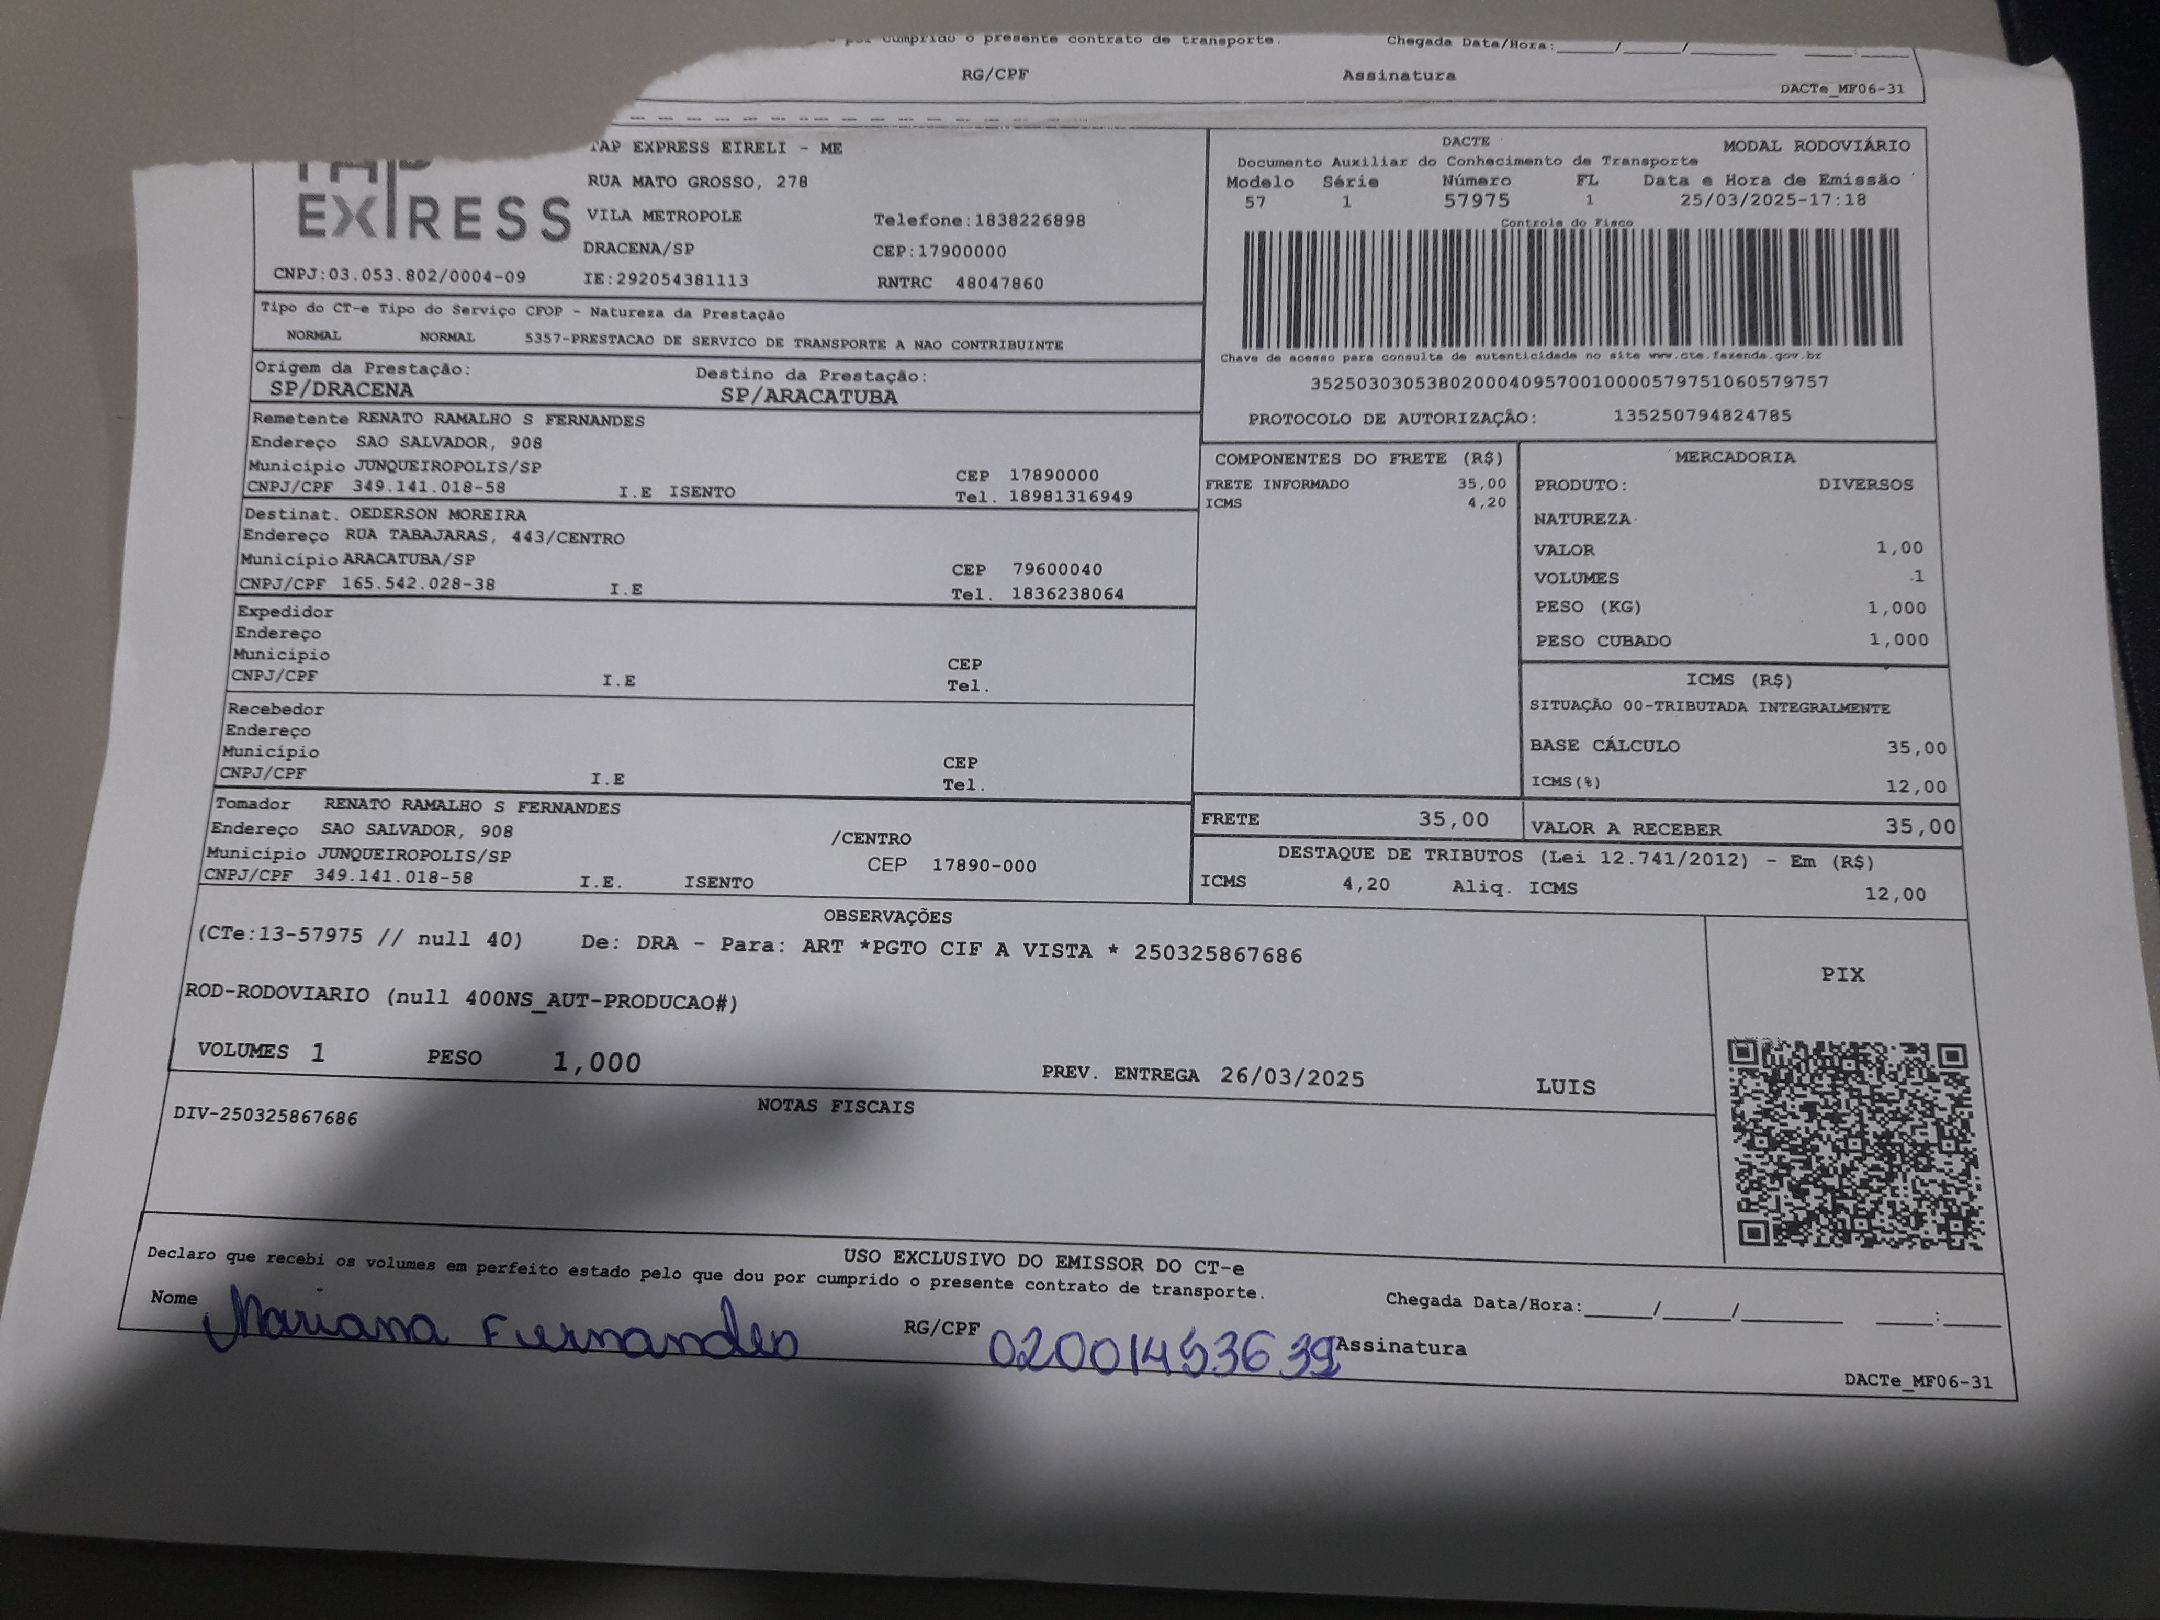 cumprido o presente contrato de transporte. Chegada Data/Hora:_____/_____/_______ ____:____
RG/CPF Assinatura
DACTe_MF06-31
TAP EXPRESS
TAP EXPRESS EIRELI - ME
RUA MATO GROSSO, 278
VILA METROPOLE Telefone:1838226898
DRACENA/SP CEP:17900000
CNPJ:03.053.802/0004-09 IE:292054381113 RNTRC 48047860
DACTE MODAL RODOVIÁRIO
Documento Auxiliar do Conhecimento de Transporte
Modelo Série Número FL Data e Hora de Emissão
57 1 57975 1 25/03/2025-17:18
Controle do Fisco
Chave de acesso para consulta de autenticidade no site www.cte.fazenda.gov.br
35250303053802000409570010000579751060579757
PROTOCOLO DE AUTORIZAÇÃO: 135250794824785
Tipo do CT-e Tipo do Serviço CFOP - Natureza da Prestação
NORMAL NORMAL 5357-PRESTACAO DE SERVICO DE TRANSPORTE A NAO CONTRIBUINTE
Origem da Prestação: Destino da Prestação:
SP/DRACENA SP/ARACATUBA
Remetente RENATO RAMALHO S FERNANDES
Endereço SAO SALVADOR, 908
Município JUNQUEIROPOLIS/SP CEP 17890000
CNPJ/CPF 349.141.018-58 I.E ISENTO Tel. 18981316949
Destinat. OEDERSON MOREIRA
Endereço RUA TABAJARAS, 443/CENTRO
Município ARACATUBA/SP CEP 79600040
CNPJ/CPF 165.542.028-38 I.E Tel. 1836238064
Expedidor
Endereço
Município CEP
CNPJ/CPF I.E Tel.
Recebedor
Endereço
Município CEP
CNPJ/CPF I.E Tel.
Tomador RENATO RAMALHO S FERNANDES
Endereço SAO SALVADOR, 908 /CENTRO
Município JUNQUEIROPOLIS/SP CEP 17890-000
CNPJ/CPF 349.141.018-58 I.E. ISENTO
COMPONENTES DO FRETE (R$)
FRETE INFORMADO 35,00
ICMS 4,20
MERCADORIA
PRODUTO: DIVERSOS
NATUREZA
VALOR 1,00
VOLUMES 1
PESO (KG) 1,000
PESO CUBADO 1,000
ICMS (R$)
SITUAÇÃO 00-TRIBUTADA INTEGRALMENTE
BASE CÁLCULO 35,00
ICMS(%) 12,00
FRETE 35,00 VALOR A RECEBER 35,00
DESTAQUE DE TRIBUTOS (Lei 12.741/2012) - Em (R$)
ICMS 4,20 Aliq. ICMS 12,00
OBSERVAÇÕES
(CTe:13-57975 // null 40) De: DRA - Para: ART *PGTO CIF A VISTA * 250325867686
ROD-RODOVIARIO (null 400NS_AUT-PRODUCAO#)
VOLUMES 1 PESO 1,000 PREV. ENTREGA 26/03/2025 LUIS
PIX
NOTAS FISCAIS
DIV-250325867686
USO EXCLUSIVO DO EMISSOR DO CT-e
Declaro que recebi os volumes em perfeito estado pelo que dou por cumprido o presente contrato de transporte. Chegada Data/Hora:_____/_____/_______ ____:____
Nome Mariana Fernandes RG/CPF 02001453639 Assinatura
DACTe_MF06-31